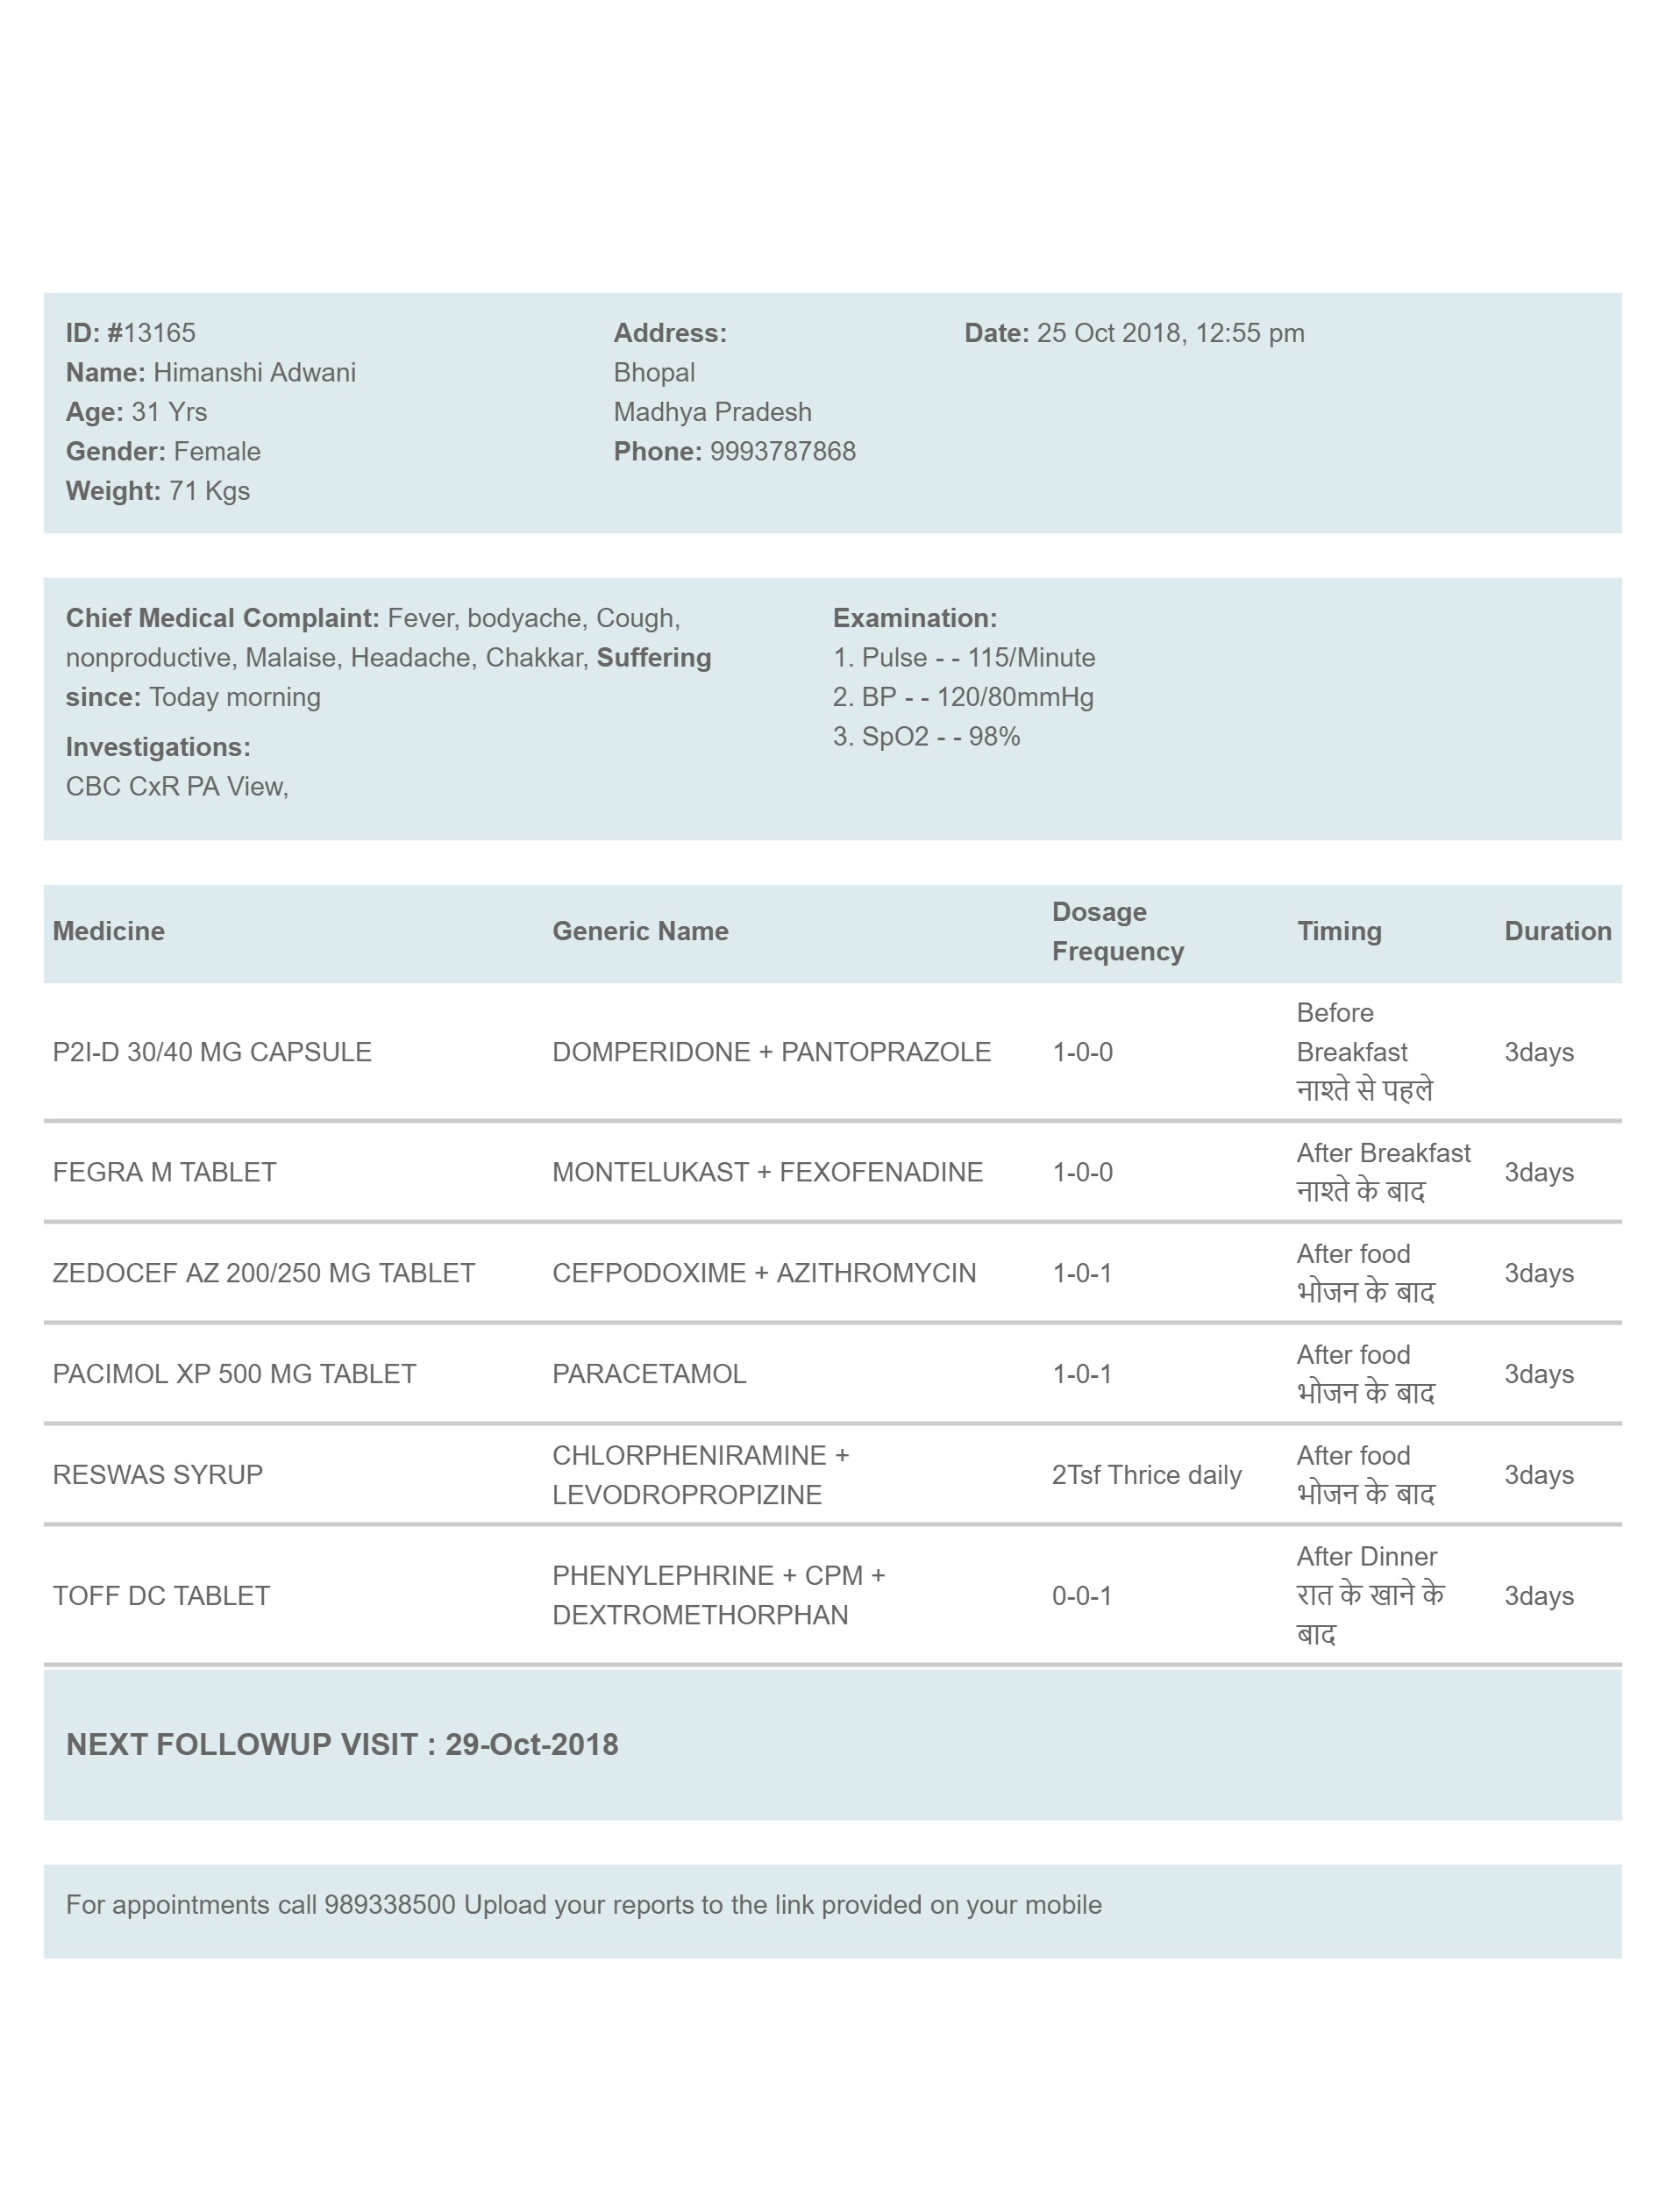 ID: #13165
Name: Himanshi Adwani
Age: 31 Yrs
Gender: Female
Weight: 71 Kgs
Address:
Bhopal
Madhya Pradesh
Phone: 9993787868
Date: 25 Oct 2018, 12:55 pm
Chief Medical Complaint: Fever, bodyache, Cough,
nonproductive, Malaise, Headache, Chakkar, Suffering
since: Today morning
Investigations:
CBC CxR PA View,
Examination:
1. Pulse - - 115/Minute
2. BP - - 120/80mmHg
3. SpO2 - - 98%
Medicine Generic Name Dosage Frequency Timing Duration
P2I-D 30/40 MG CAPSULE DOMPERIDONE + PANTOPRAZOLE 1-0-0 Before Breakfast नाश्ते से पहले 3days
FEGRA M TABLET MONTELUKAST + FEXOFENADINE 1-0-0 After Breakfast नाश्ते के बाद 3days
ZEDOCEF AZ 200/250 MG TABLET CEFPODOXIME + AZITHROMYCIN 1-0-1 After food भोजन के बाद 3days
PACIMOL XP 500 MG TABLET PARACETAMOL 1-0-1 After food भोजन के बाद 3days
RESWAS SYRUP CHLORPHENIRAMINE + LEVODROPROPIZINE 2Tsf Thrice daily After food भोजन के बाद 3days
TOFF DC TABLET PHENYLEPHRINE + CPM + DEXTROMETHORPHAN 0-0-1 After Dinner रात के खाने के बाद 3days
NEXT FOLLOWUP VISIT : 29-Oct-2018
For appointments call 989338500 Upload your reports to the link provided on your mobile